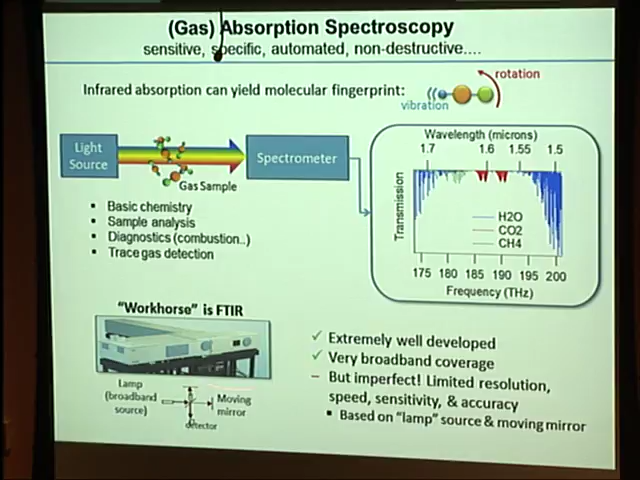 (Gas) Absorption Spectroscopy
sensitive, specific, automated, non-destructive....
Infrared absorption can yield molecular fingerprint:
rotation
vibration
Light
Source
Gas Sample
Spectrometer
Wavelength (microns)
1.7 1.6 1.55 1.5
Transmission
H2O
CO2
CH4
175 180 185 190 195 200
Frequency (THz)
▪ Basic chemistry
▪ Sample analysis
▪ Diagnostics (combustion..)
▪ Trace gas detection
"Workhorse" is FTIR
Lamp
(broadband
source)
Moving
mirror
detector
✓ Extremely well developed
✓ Very broadband coverage
– But imperfect! Limited resolution,
speed, sensitivity, & accuracy
▪ Based on "lamp" source & moving mirror